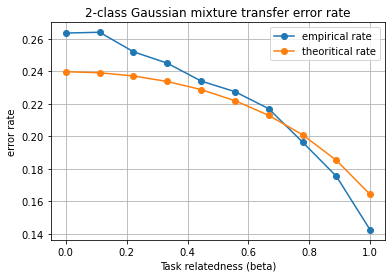 2-class Gaussian mixture transfer error rate
empirical rate
theoritical rate
error rate
0.26
0.24
0.22
0.20
0.18
0.16
0.14
0.0 0.2 0.4 0.6 0.8 1.0
Task relatedness (beta)